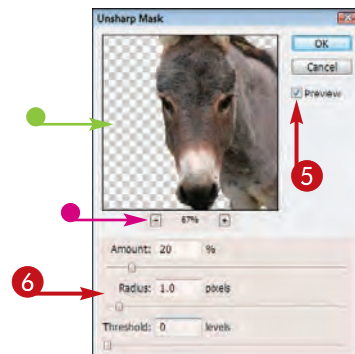 Unsharp Mask
OK
Cancel
Preview
5
67%
Amount: 20 %
6
Radius: 1.0 pixels
Threshold: 0 levels